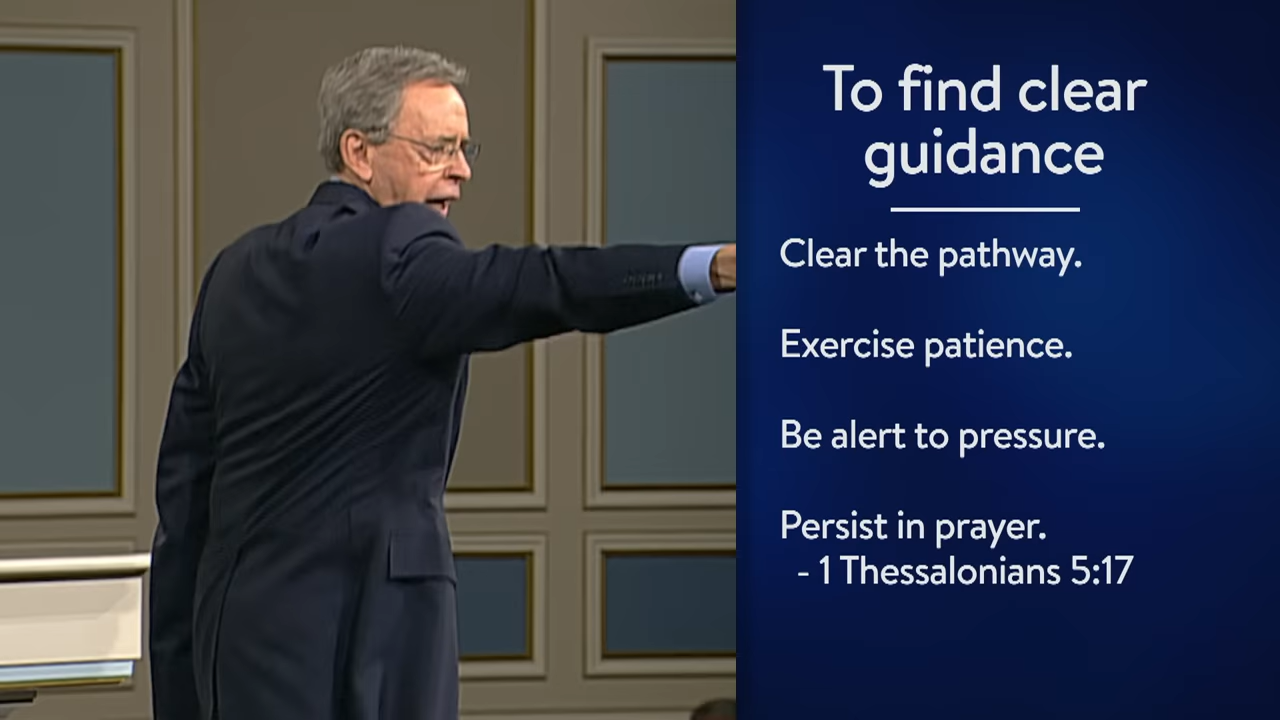 To find clear
guidance
Clear the pathway.
Exercise patience.
Be alert to pressure.
Persist in prayer.
- 1 Thessalonians 5:17